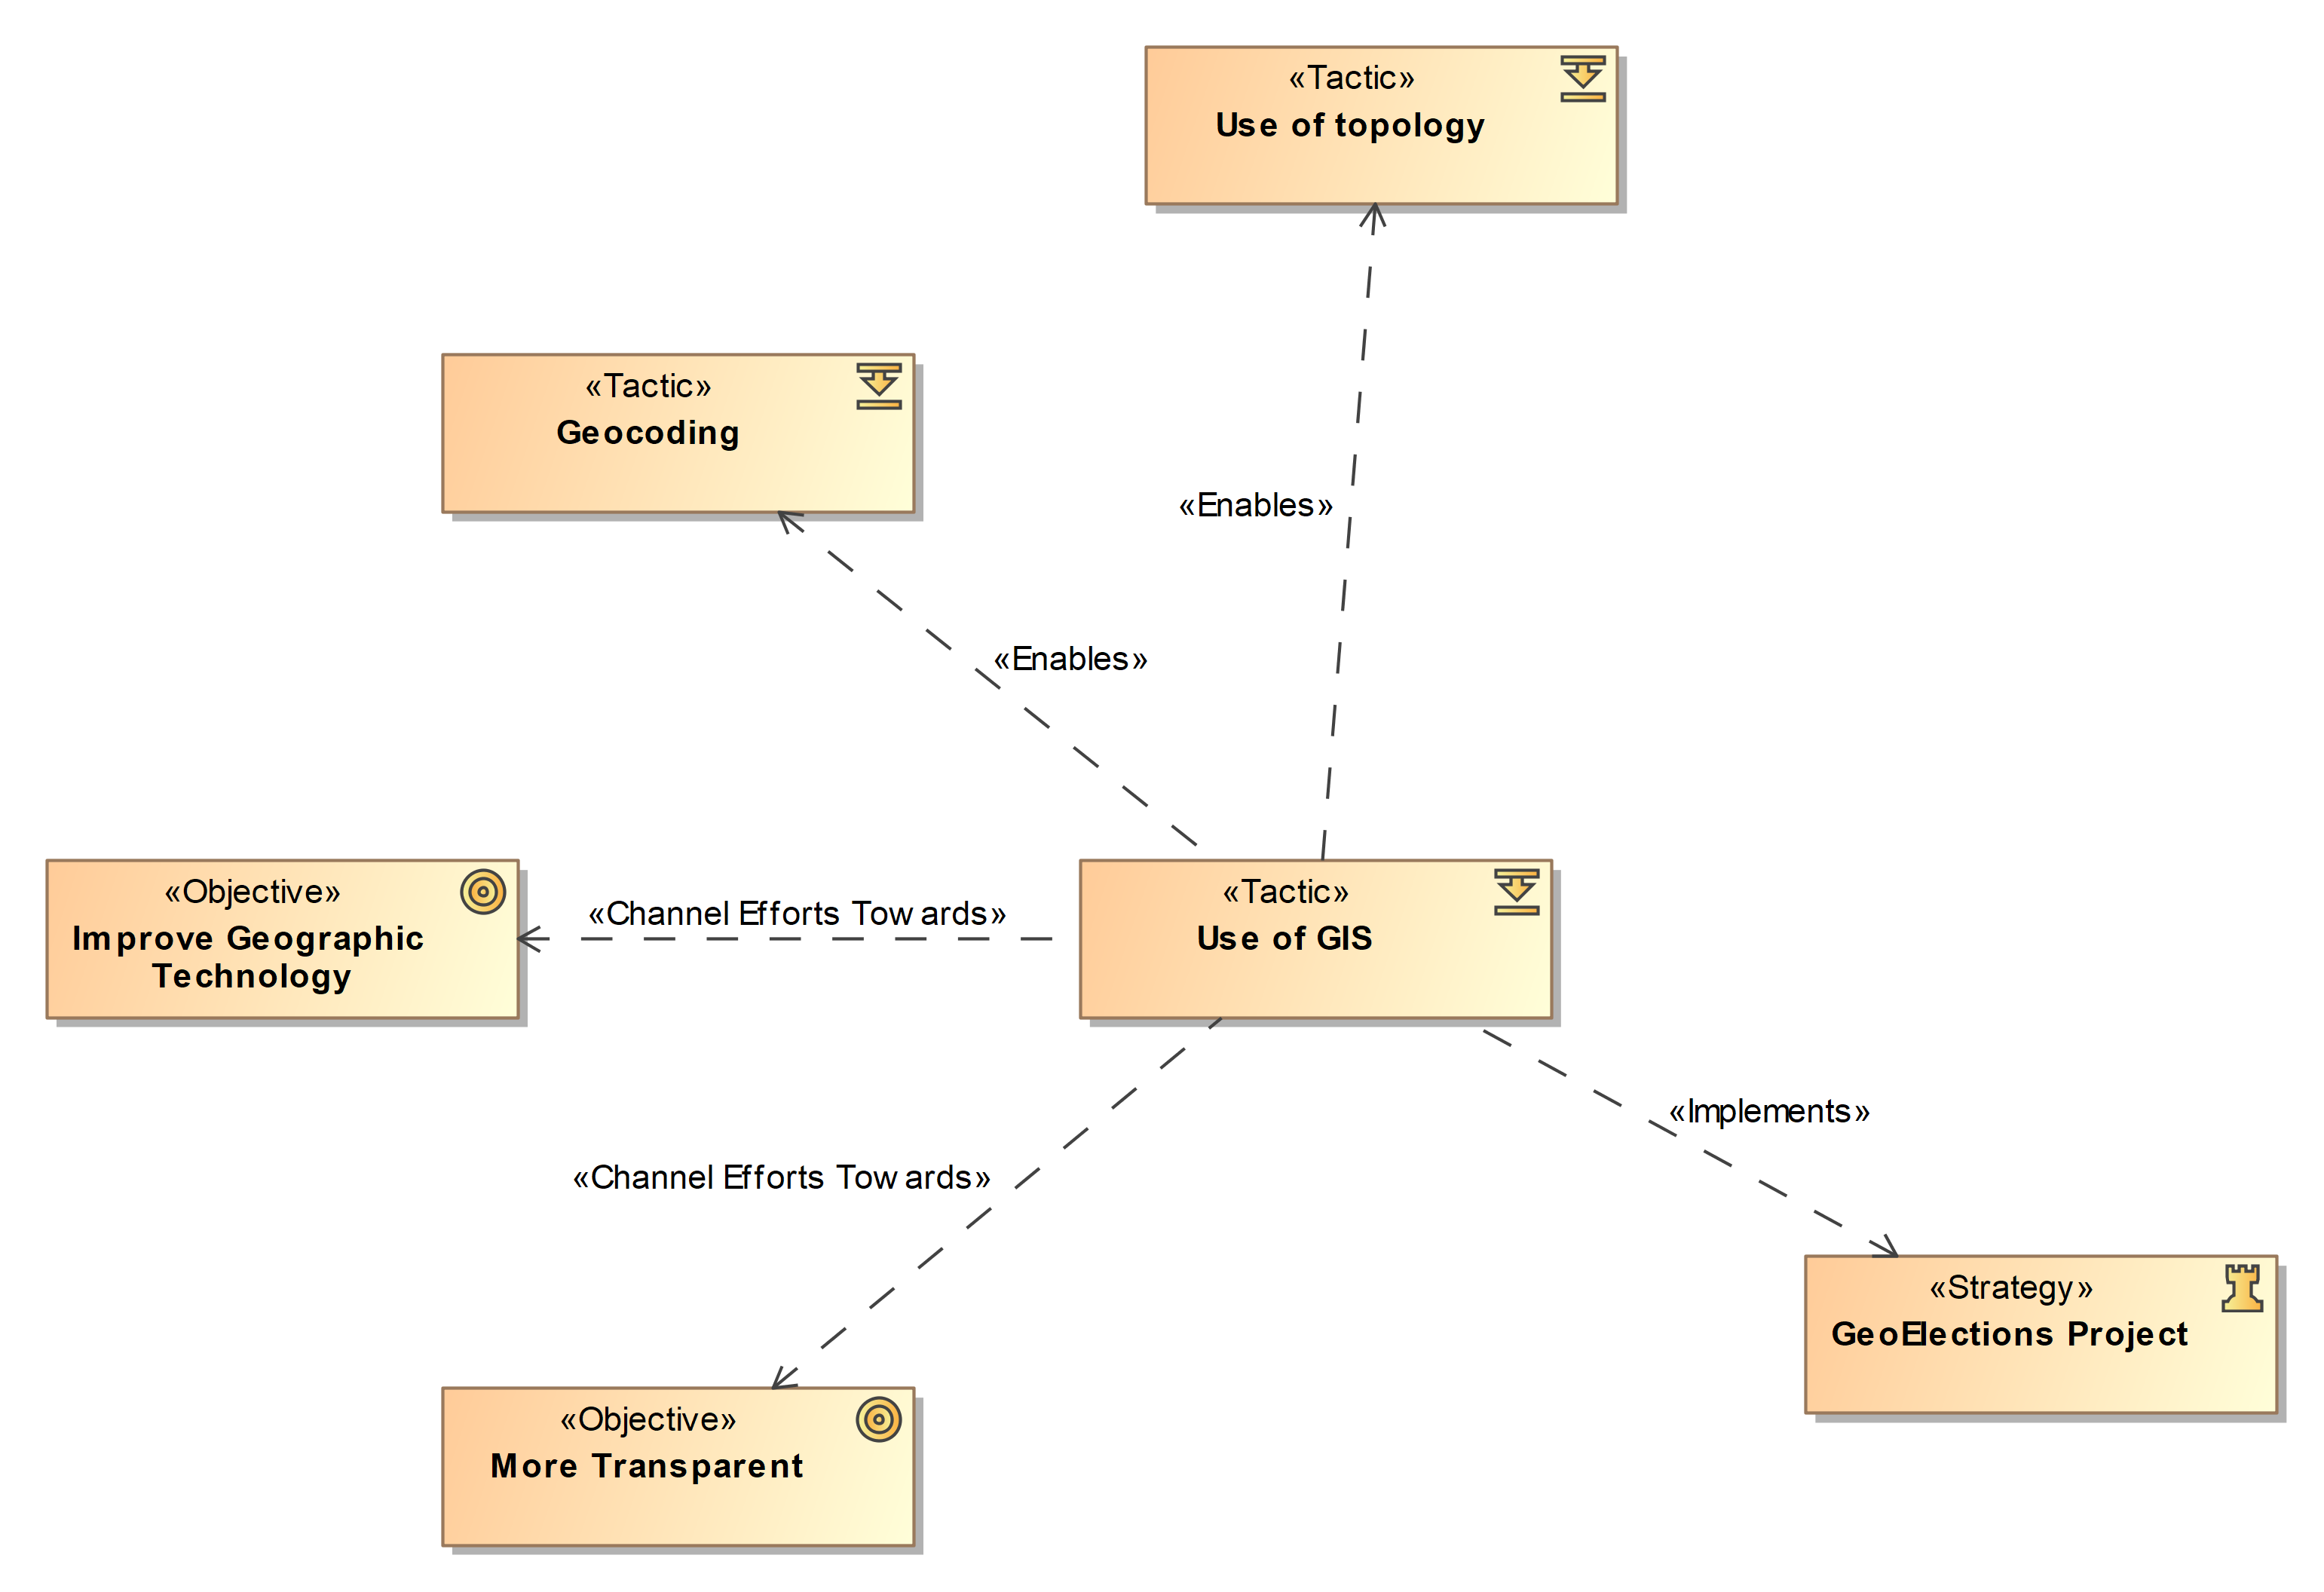 «Tactic»
Use of topology
«Tactic»
Geocoding
«Enables»
«Enables»
«Objective»
Improve Geographic
Technology
«Channel Efforts Towards»
«Tactic»
Use of GIS
«Implements»
«Channel Efforts Towards»
«Strategy»
GeoElections Project
«Objective»
More Transparent